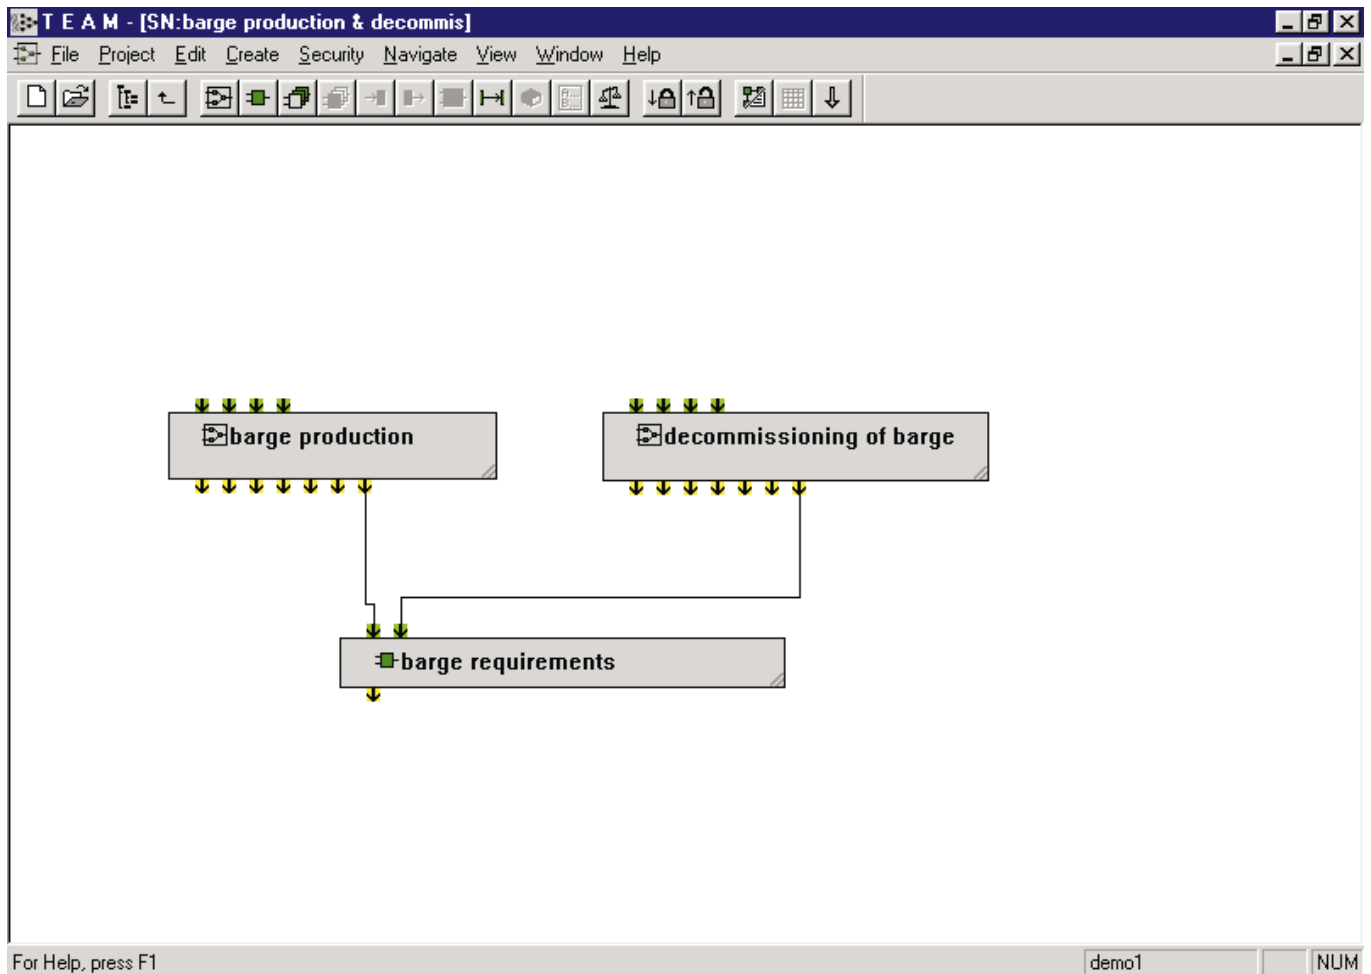 T E A M - [SN:barge production & decommis]
File Project Edit Create Security Navigate View Window Help
barge production
decommissioning of barge
barge requirements
For Help, press F1
demo1
NUM